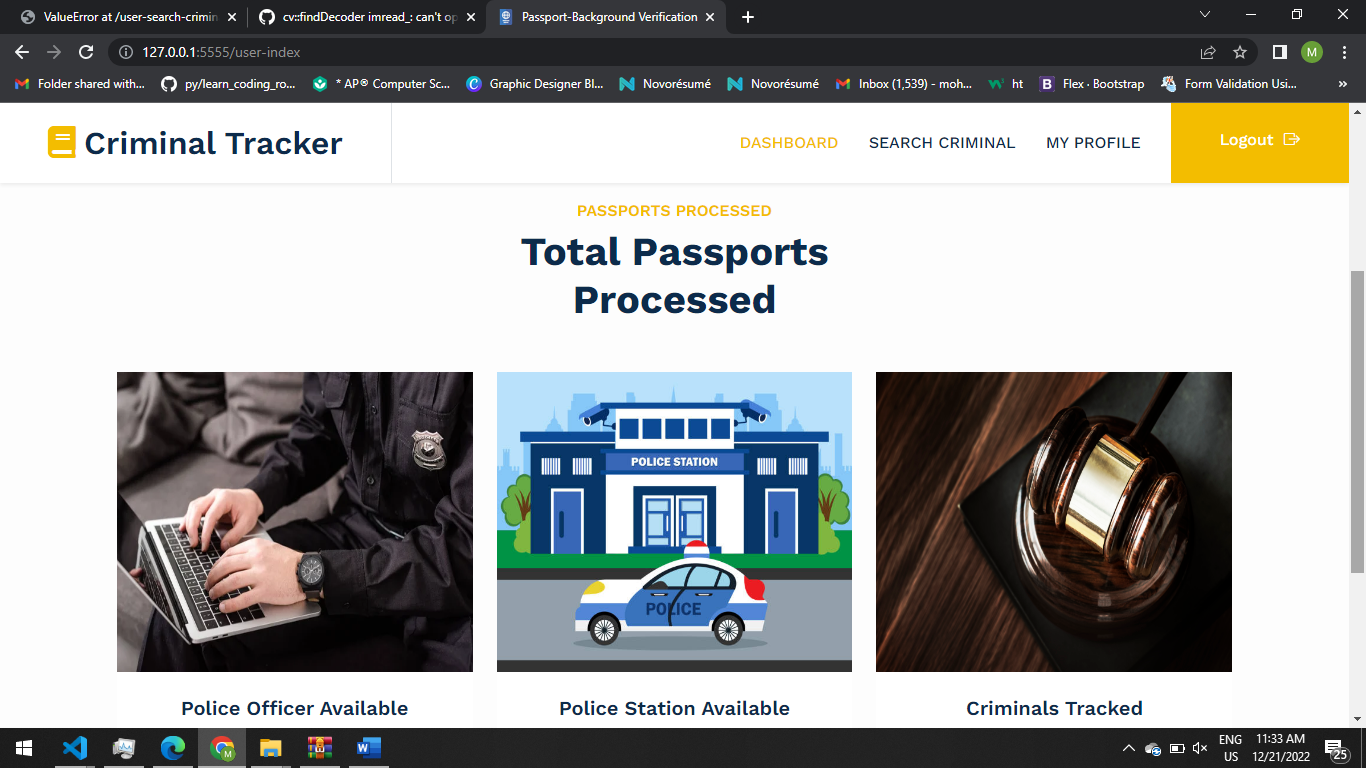 ValueError at /user-search-crimin
cv::findDecoder imread_: can't op
Passport-Background Verification
127.0.0.1:5555/user-index
M
Folder shared with...
py/learn_coding_ro...
* AP® Computer Sc...
Graphic Designer Bl...
Novorésumé
Novorésumé
Inbox (1,539) - moh...
ht
Flex · Bootstrap
Form Validation Usi...
»
Criminal Tracker
DASHBOARD
SEARCH CRIMINAL
MY PROFILE
Logout
PASSPORTS PROCESSED
Total Passports
Processed
POLICE STATION
POLICE
Police Officer Available
Police Station Available
Criminals Tracked
ENG
US
11:33 AM
12/21/2022
25